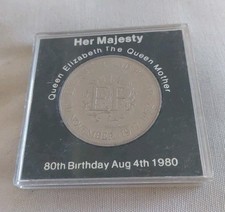 Her Majesty
Queen Elizabeth The Queen Mother
80th Birthday Aug 4th 1980